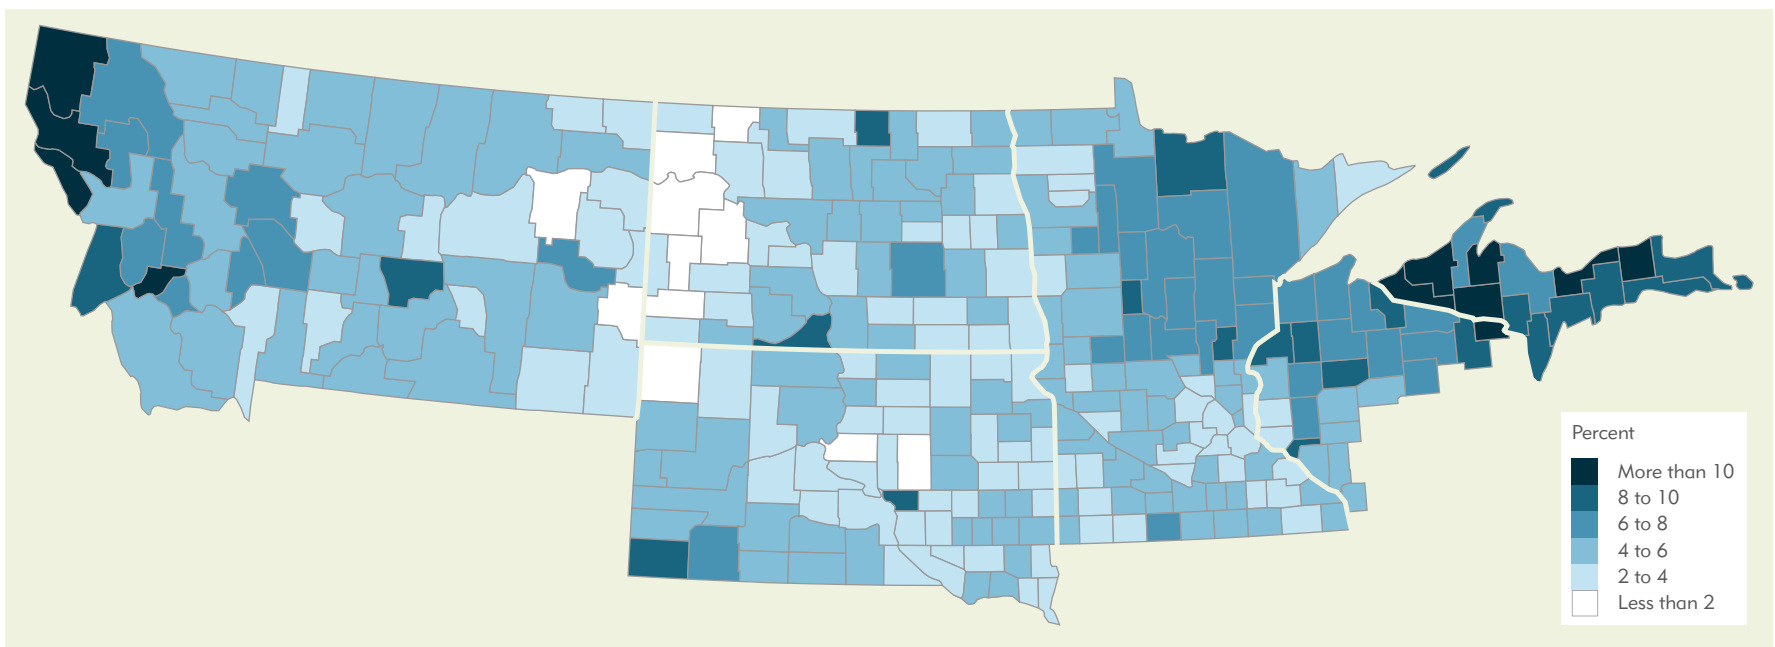 Percent
More than 10
8 to 10
6 to 8
4 to 6
2 to 4
Less than 2